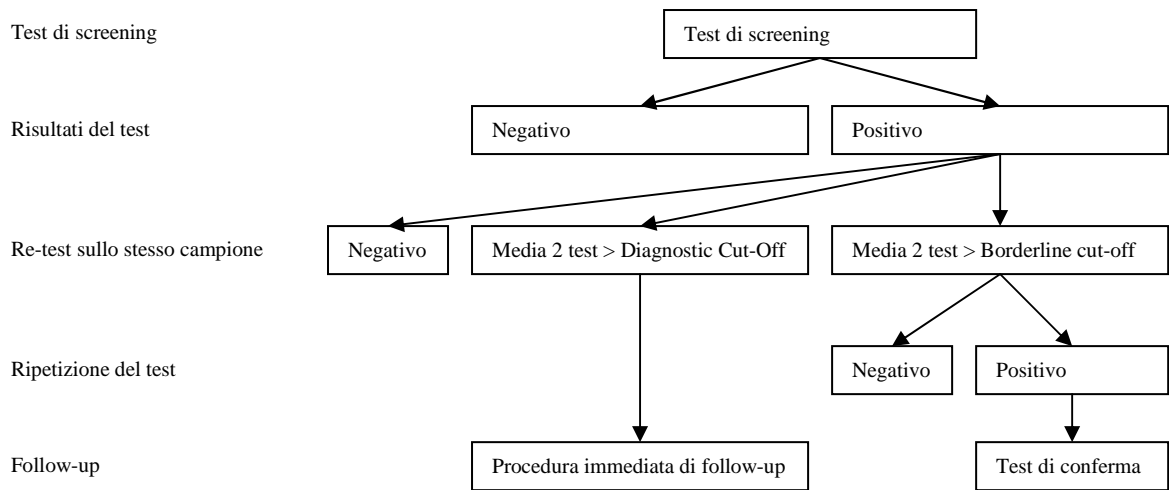 Test di screening
Test di screening
Risultati del test
Negativo
Positivo
Re-test sullo stesso campione
Negativo
Media 2 test > Diagnostic Cut-Off
Media 2 test > Borderline cut-off
Ripetizione del test
Negativo
Positivo
Follow-up
Procedura immediata di follow-up
Test di conferma